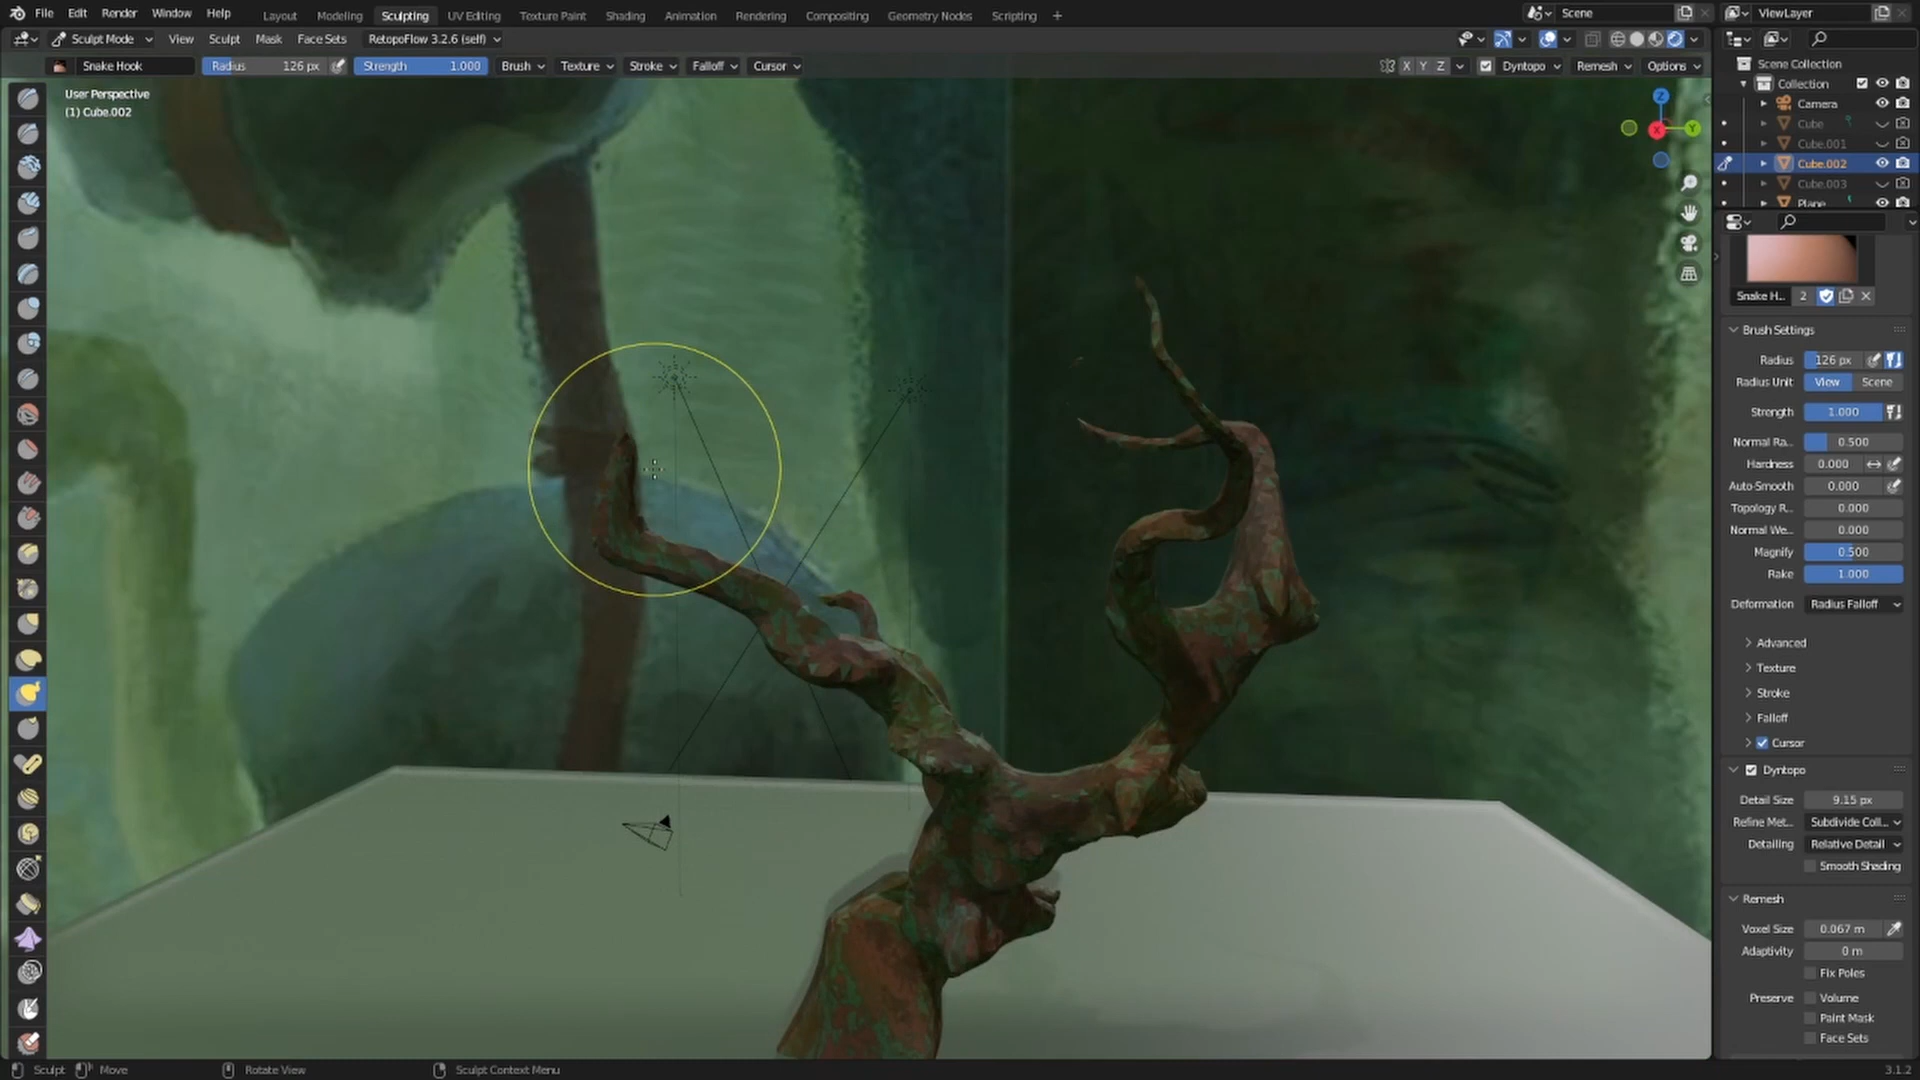 File Edit Render Window Help Layout Modeling Sculpting UV Editing Texture Paint Shading Animation Rendering Compositing Geometry Nodes Scripting + Scene ViewLayer
Sculpt Mode View Sculpt Mask Face Sets RetopoFlow 3.2.6 (self)
Snake Hook Radius 126 px Strength 1.000 Brush Texture Stroke Falloff Cursor X Y Z Dyntopo Remesh Options
User Perspective
(1) Cube.002
Z
X
Y
Scene Collection
Collection
Camera
Cube
Cube.001
Cube.002
Cube.003
Plane
Snake H... 2
Brush Settings
Radius 126 px
Radius Unit View Scene
Strength 1.000
Normal Ra... 0.500
Hardness 0.000
Auto-Smooth 0.000
Topology R... 0.000
Normal We... 0.000
Magnify 0.500
Rake 1.000
Deformation Radius Falloff
Advanced
Texture
Stroke
Falloff
Cursor
Dyntopo
Detail Size 9.15 px
Refine Met... Subdivide Coll...
Detailing Relative Detail
Smooth Shading
Remesh
Voxel Size 0.067 m
Adaptivity 0 m
Fix Poles
Preserve Volume
Paint Mask
Face Sets
Sculpt Move Rotate View Sculpt Context Menu 3.1.2